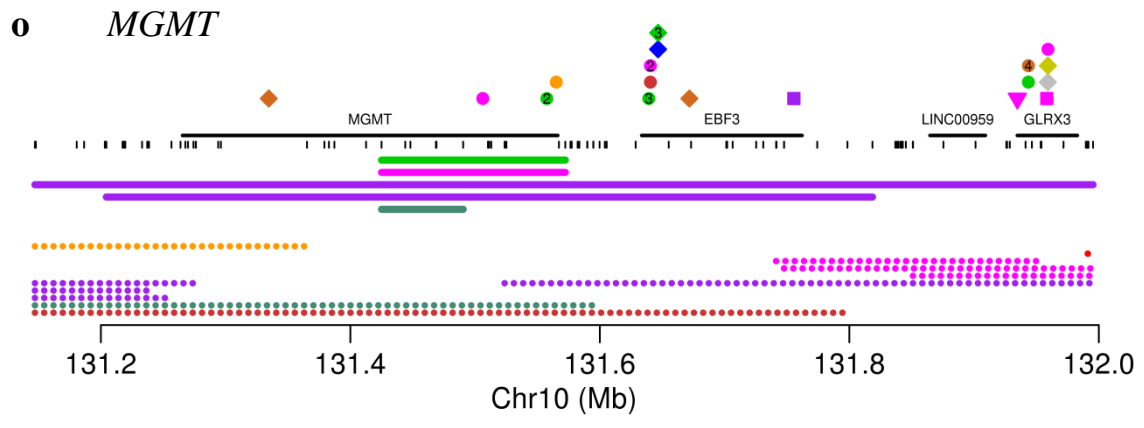 o MGMT
3
2 4
2 3
MGMT EBF3 LINC00959 GLRX3
131.2 131.4 131.6 131.8 132.0
Chr10 (Mb)